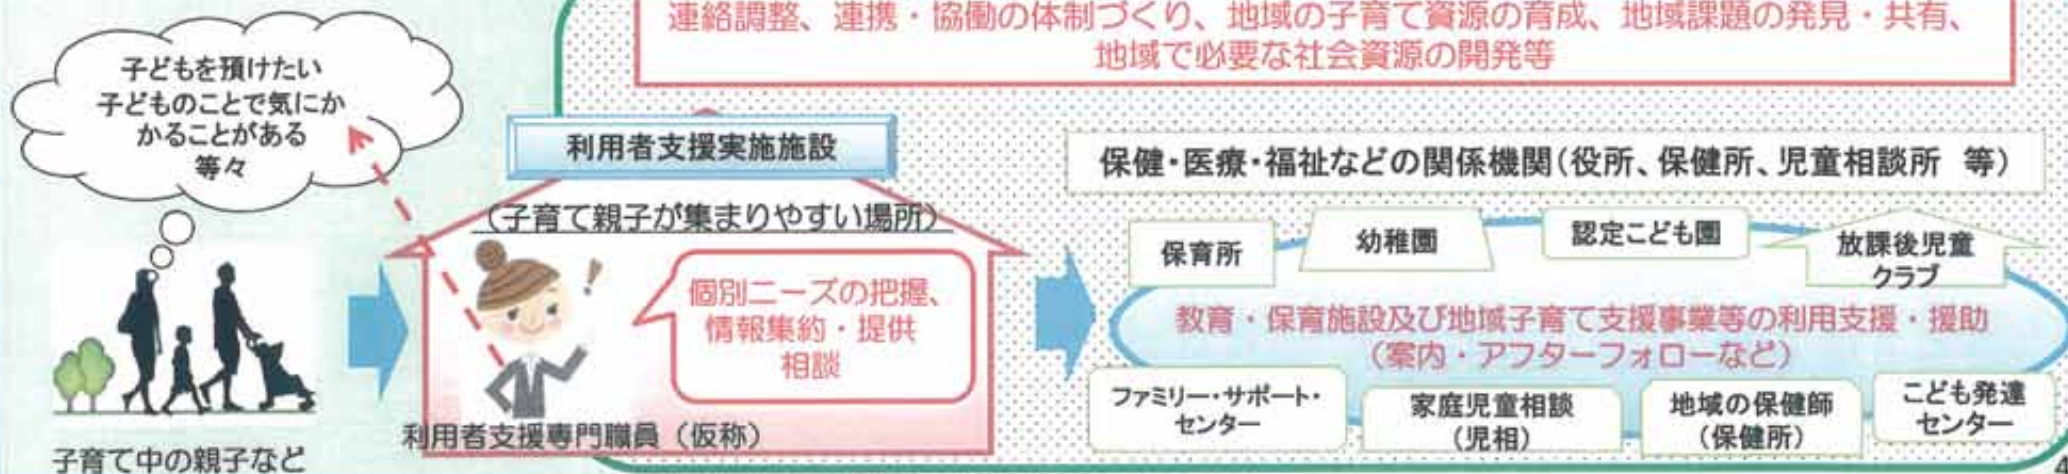 連絡調整、連携・協働の体制づくり、地域の子育て資源の育成、地域課題の発見・共有、
地域で必要な社会資源の開発等
子どもを預けたい
子どものことで気にか
かることがある
等々
利用者支援実施施設
(子育て親子が集まりやすい場所)
個別ニーズの把握、
情報集約・提供
相談
利用者支援専門職員(仮称)
子育て中の親子など
保健・医療・福祉などの関係機関(役所、保健所、児童相談所 等)
保育所
幼稚園
認定こども園
放課後児童
クラブ
教育・保育施設及び地域子育て支援事業等の利用支援・援助
(案内・アフターフォローなど)
ファミリー・サポート・
センター
家庭児童相談
(児相)
地域の保健師
(保健所)
こども発達
センター